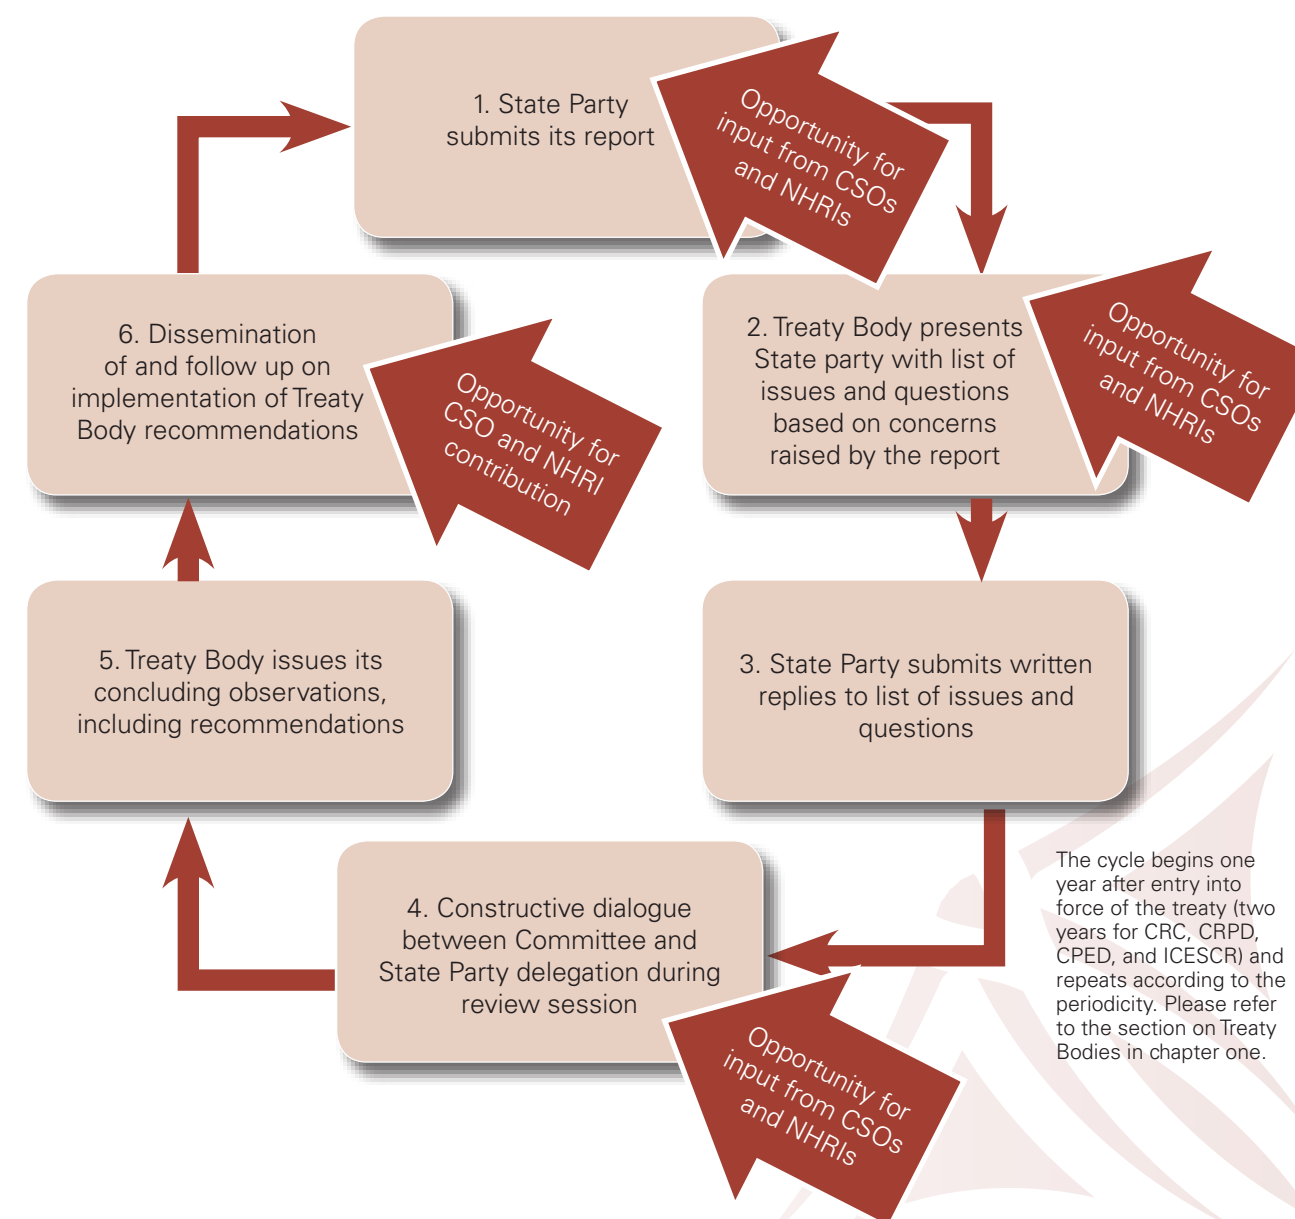 1. State Party
submits its report
Opportunity for
input from CSOs
and NHRIs
2. Treaty Body presents
State party with list of
issues and questions
based on concerns
raised by the report
Opportunity for
input from CSOs
and NHRIs
3. State Party submits written
replies to list of issues and
questions
4. Constructive dialogue
between Committee and
State Party delegation during
review session
Opportunity for
input from CSOs
and NHRIs
5. Treaty Body issues its
concluding observations,
including recommendations
6. Dissemination
of and follow up on
implementation of Treaty
Body recommendations
Opportunity for
CSO and NHRI
contribution
The cycle begins one
year after entry into
force of the treaty (two
years for CRC, CRPD,
CPED, and ICESCR) and
repeats according to the
periodicity. Please refer
to the section on Treaty
Bodies in chapter one.